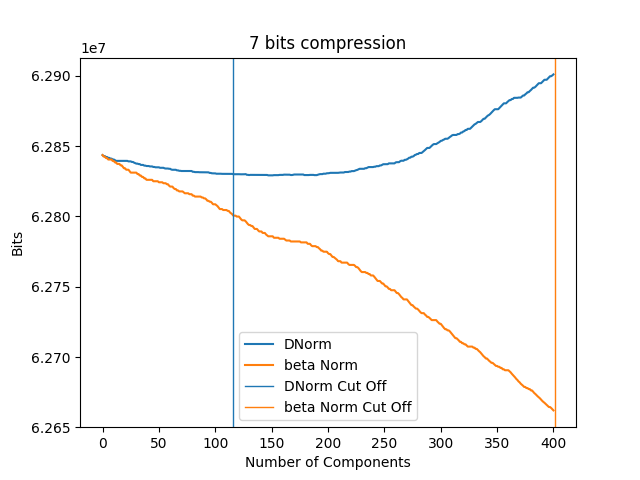 7 bits compression
1e7
6.290
6.285
6.280
6.275
6.270
6.265
Bits
DNorm
beta Norm
DNorm Cut Off
beta Norm Cut Off
0 50 100 150 200 250 300 350 400
Number of Components